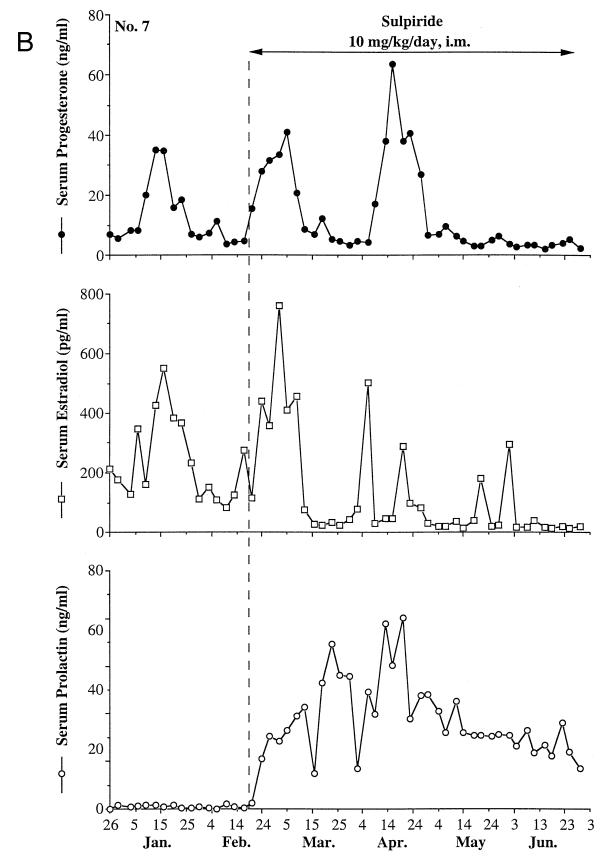 B
No. 7
Sulpiride
10 mg/kg/day, i.m.
Serum Progesterone (ng/ml)
80
60
40
20
0
Serum Estradiol (pg/ml)
800
600
400
200
0
Serum Prolactin (ng/ml)
80
60
40
20
0
26 5 15 25 4 14 24 5 15 25 4 14 24 4 14 24 3 13 23 3
Jan. Feb. Mar. Apr. May Jun.